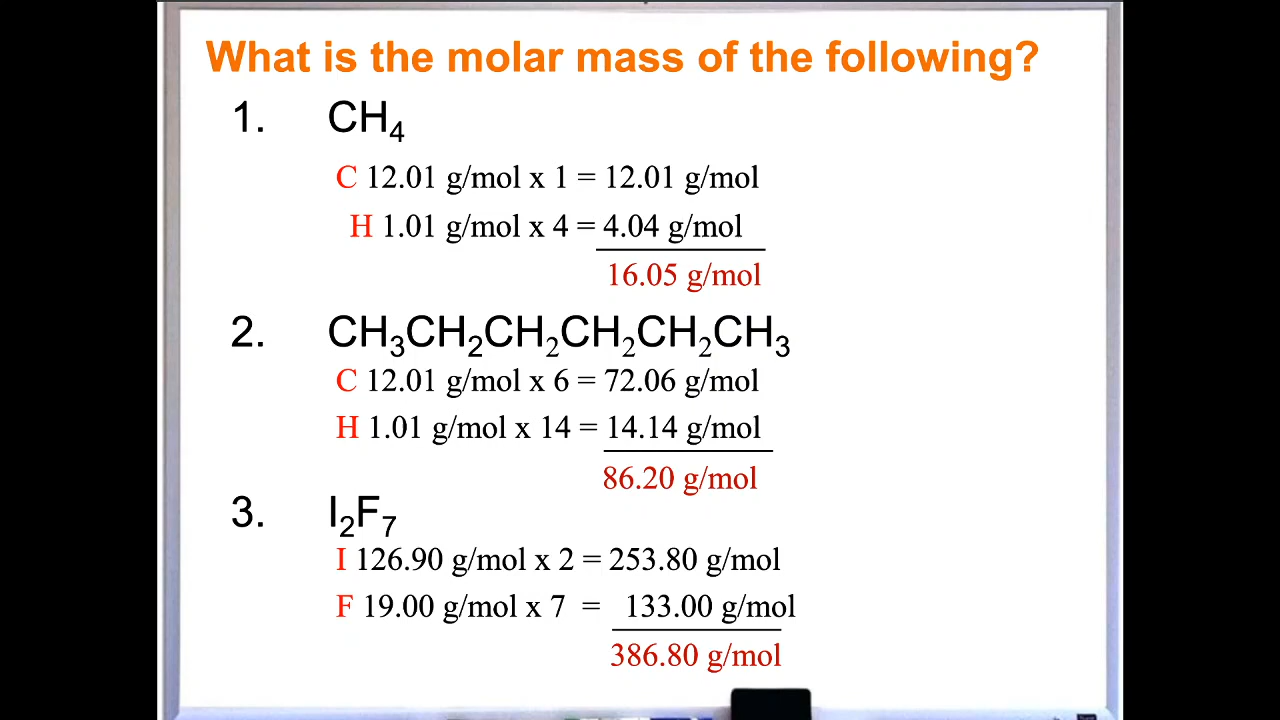 What is the molar mass of the following?
1. CH₄
C 12.01 g/mol x 1 = 12.01 g/mol
H 1.01 g/mol x 4 = 4.04 g/mol
16.05 g/mol
2. CH₃CH₂CH₂CH₂CH₂CH₃
C 12.01 g/mol x 6 = 72.06 g/mol
H 1.01 g/mol x 14 = 14.14 g/mol
86.20 g/mol
3. I₂F₇
I 126.90 g/mol x 2 = 253.80 g/mol
F 19.00 g/mol x 7 = 133.00 g/mol
386.80 g/mol